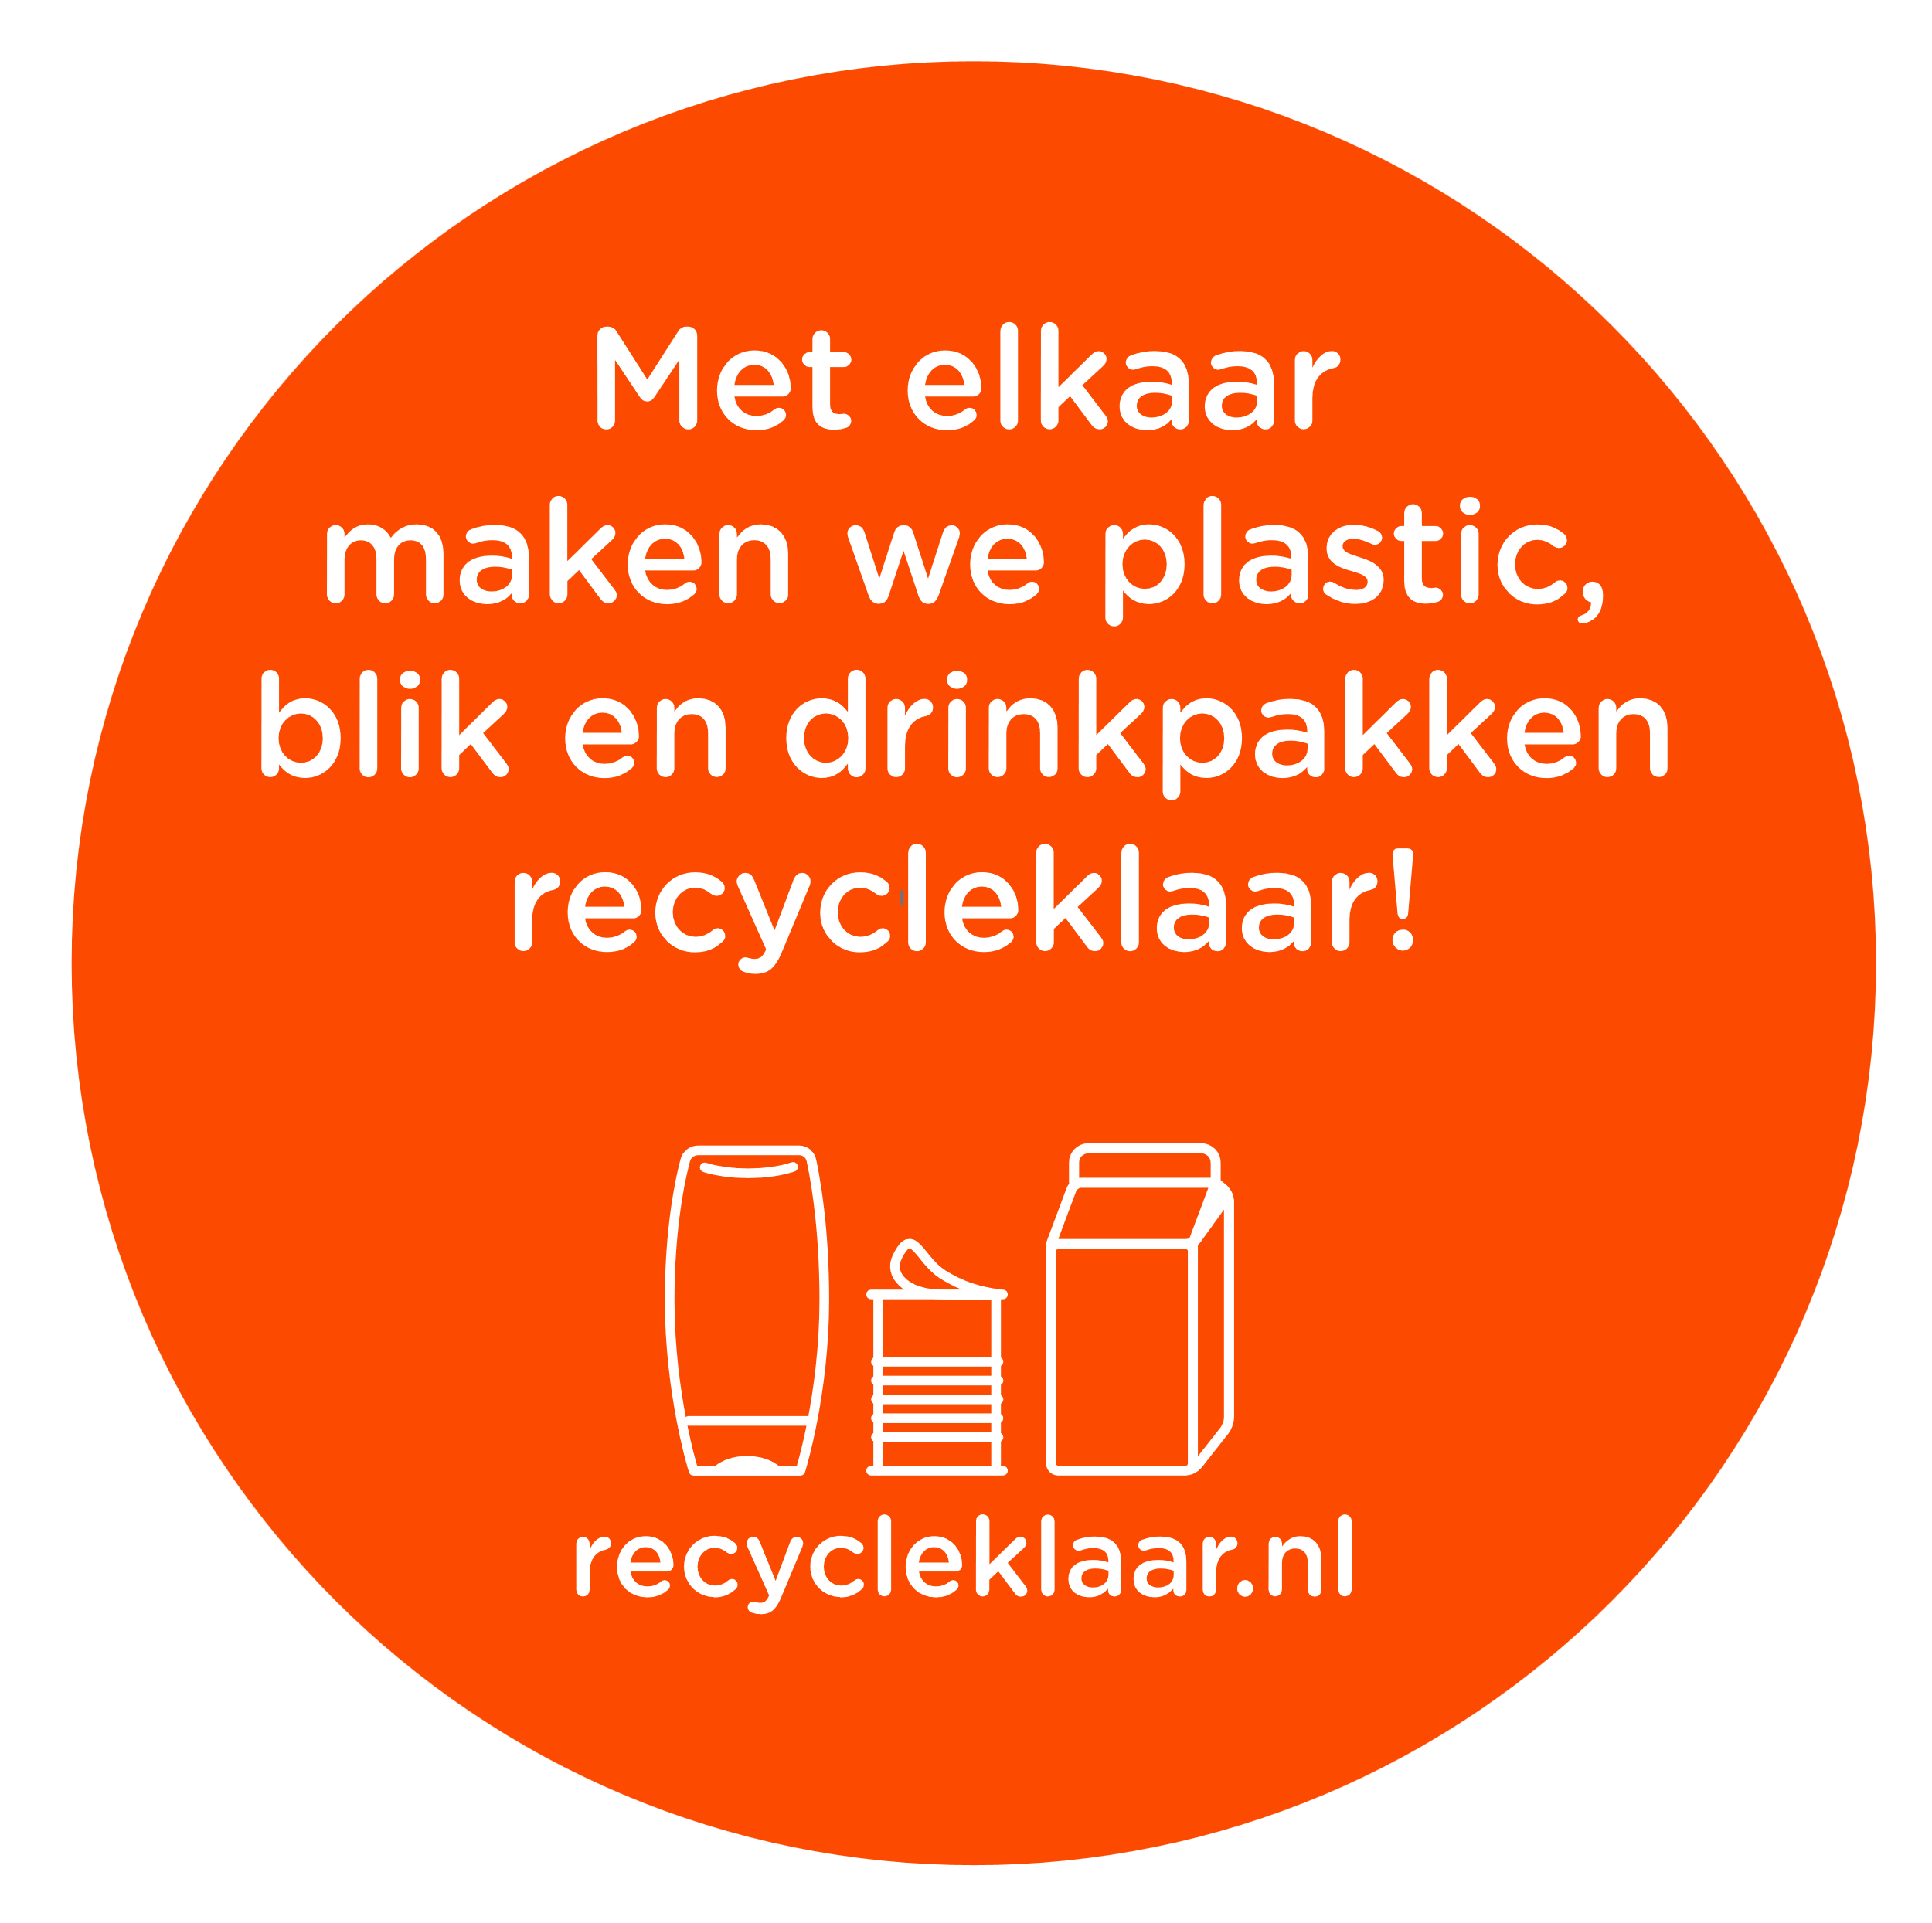 Met elkaar
maken we plastic,
blik en drinkpakken
recycleklaar!
recycleklaar.nl